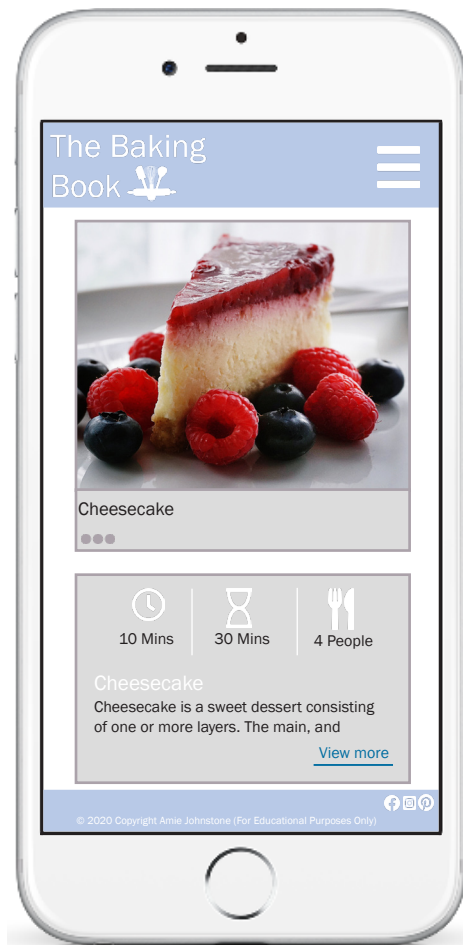 The Baking
Book
Cheesecake
10 Mins
30 Mins
4 People
Cheesecake
Cheesecake is a sweet dessert consisting
of one or more layers. The main, and
View more
© 2020 Copyright Amie Johnstone (For Educational Purposes Only)